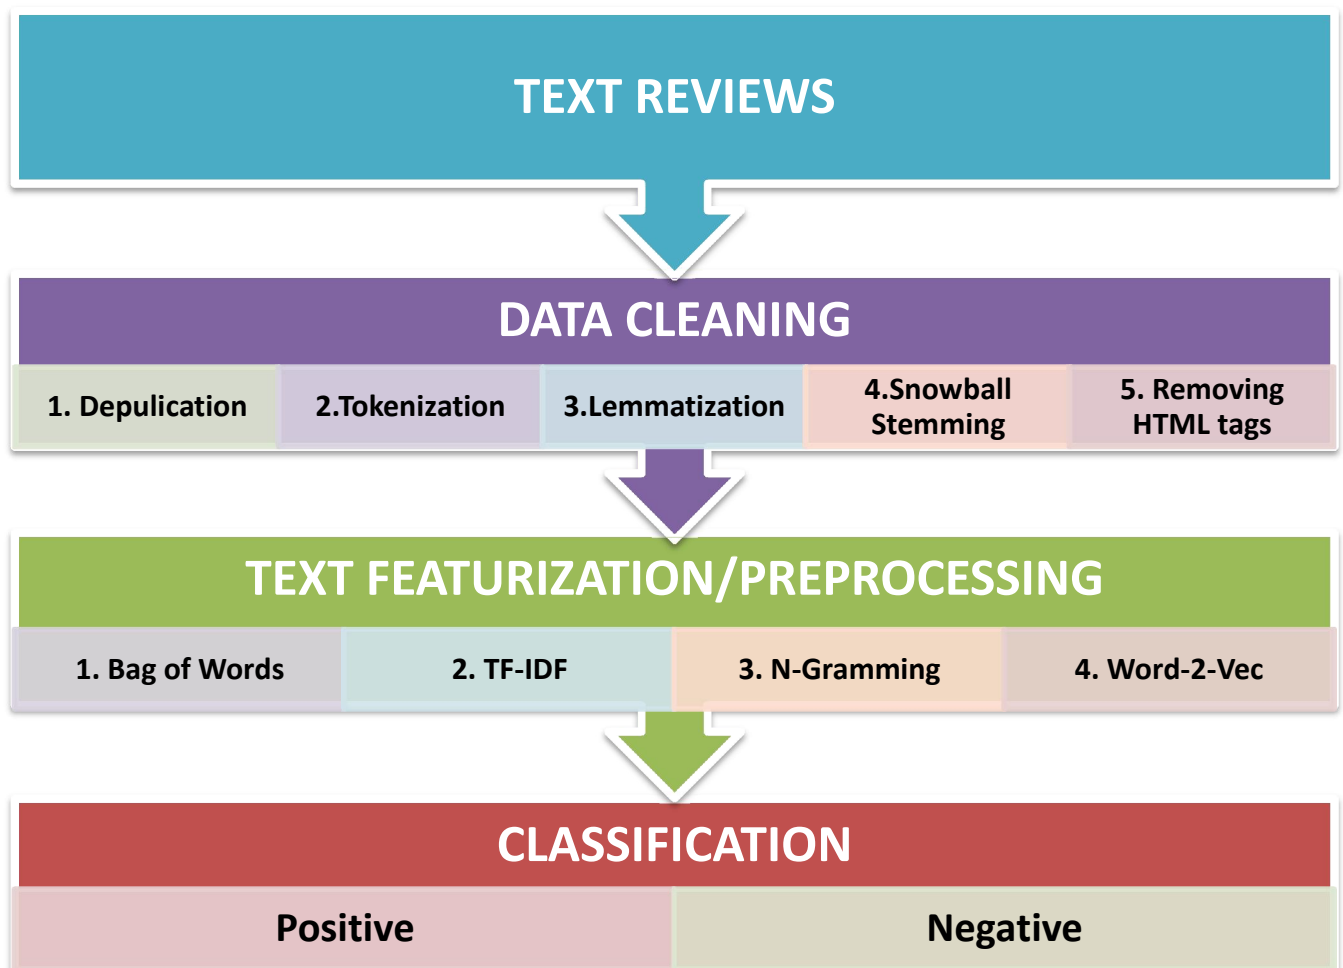 TEXT REVIEWS
DATA CLEANING
1. Depulication
2.Tokenization
3.Lemmatization
4.Snowball
Stemming
5. Removing
HTML tags
TEXT FEATURIZATION/PREPROCESSING
1. Bag of Words
2. TF-IDF
3. N-Gramming
4. Word-2-Vec
CLASSIFICATION
Positive
Negative